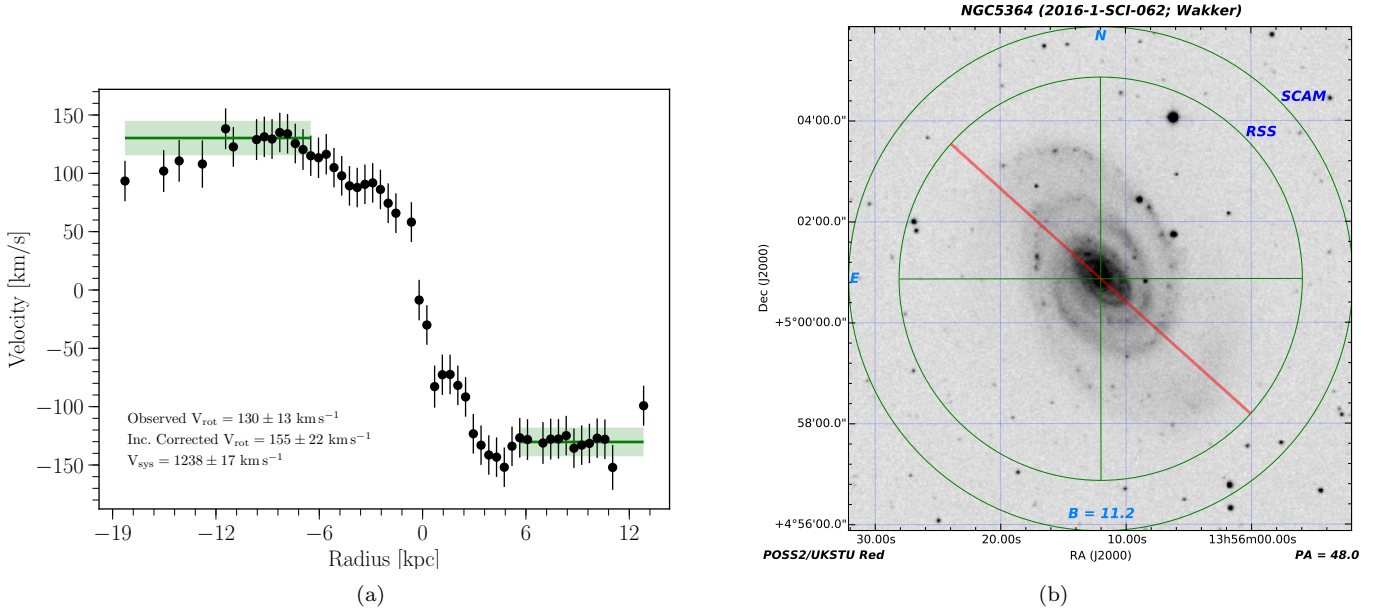 150
100
50
0
−50
−100
−150
Velocity [km/s]
Observed V_rot = 130 ± 13 km s⁻¹
Inc. Corrected V_rot = 155 ± 22 km s⁻¹
V_sys = 1238 ± 17 km s⁻¹
−19 −12 −6 0 6 12
Radius [kpc]
(a)
NGC5364 (2016-1-SCI-062; Wakker)
N
SCAM
RSS
E
04'00.0"
02'00.0"
+5°00'00.0"
58'00.0"
+4°56'00.0"
Dec (J2000)
B = 11.2
30.00s 20.00s 10.00s 13h56m00.00s
POSS2/UKSTU Red RA (J2000) PA = 48.0
(b)